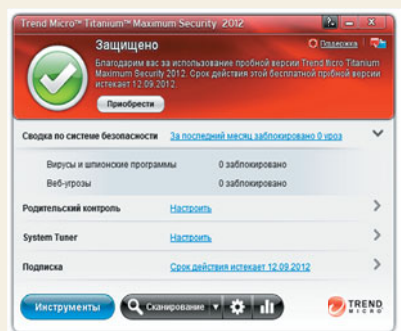 Trend Micro™ Titanium™ Maximum Security 2012
Защищено
Поддержка
Благодарим вас за использование пробной версии Trend Micro Titanium
Maximum Security 2012. Срок действия этой бесплатной пробной версии
истекает 12.09.2012.
Приобрести
Сводка по системе безопасности За последний месяц заблокировано 0 угроз
Вирусы и шпионские программы 0 заблокировано
Веб-угрозы 0 заблокировано
Родительский контроль Настроить
System Tuner Настроить
Подписка Срок действия истекает 12.09.2012
Инструменты Сканирование TREND
MICRO